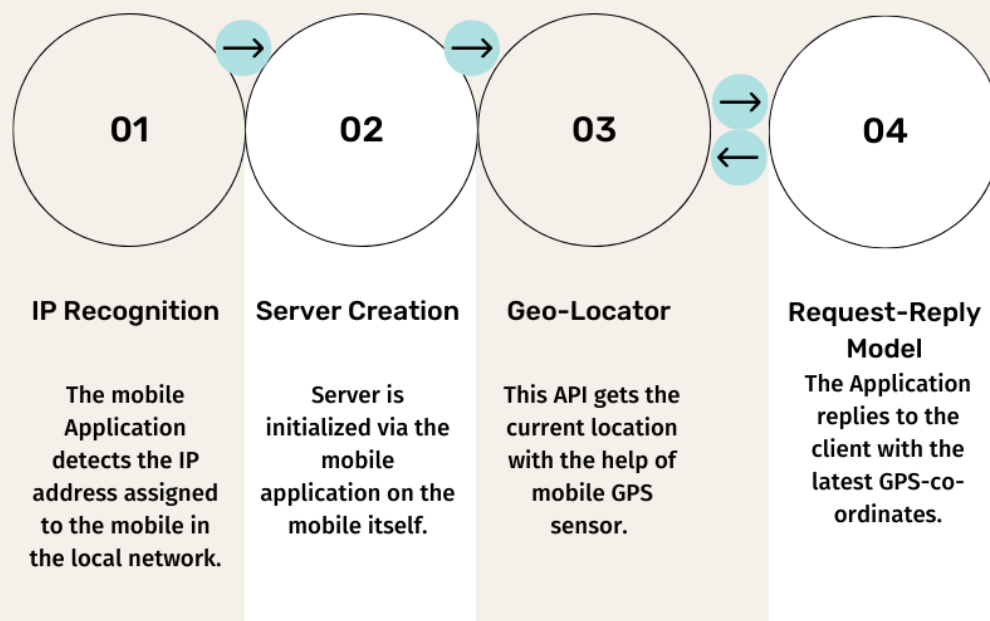 01
02
03
04
IP Recognition
The mobile
Application
detects the IP
address assigned
to the mobile in
the local network.
Server Creation
Server is
initialized via the
mobile
application on the
mobile itself.
Geo-Locator
This API gets the
current location
with the help of
mobile GPS
sensor.
Request-Reply
Model
The Application
replies to the
client with the
latest GPS-co-
ordinates.